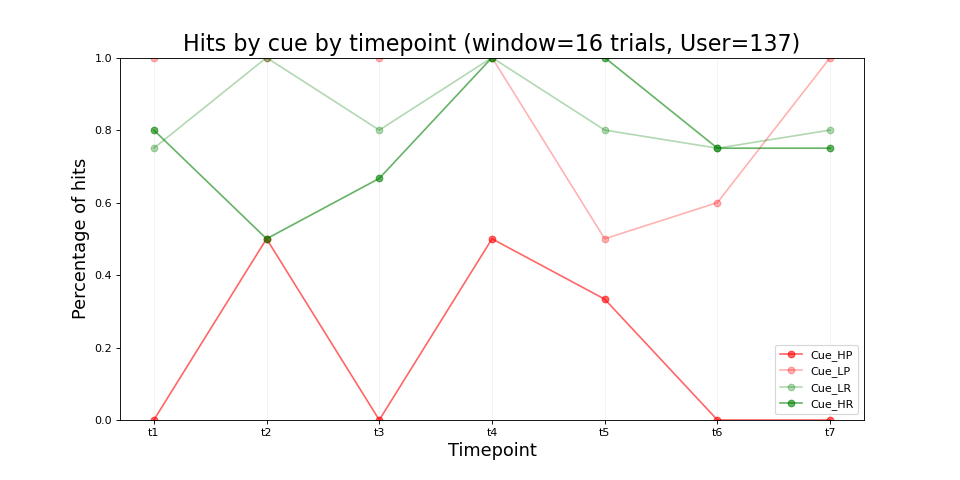 Hits by cue by timepoint (window=16 trials, User=137)
Percentage of hits
1.0
0.8
0.6
0.4
0.2
0.0
t1 t2 t3 t4 t5 t6 t7
Timepoint
Cue_HP
Cue_LP
Cue_LR
Cue_HR